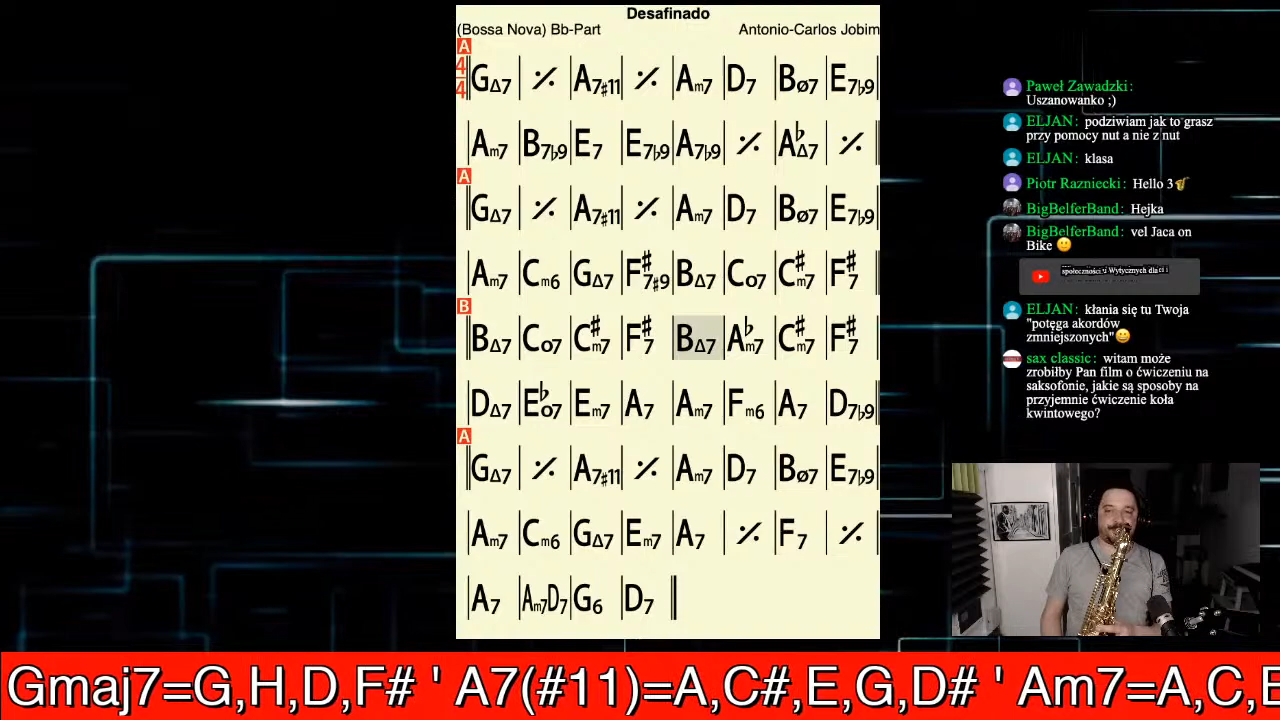 Desafinado
(Bossa Nova) Bb-Part Antonio-Carlos Jobim
A
4/4 GΔ7 | 𝄎 | A7#11 | 𝄎 | Am7 | D7 | Bø7 | E7♭9
Am7 | B7♭9 | E7 | E7♭9 | A7♭9 | 𝄎 | A♭Δ7 | 𝄎
A
GΔ7 | 𝄎 | A7#11 | 𝄎 | Am7 | D7 | Bø7 | E7♭9
Am7 | Cm6 | GΔ7 | F#7#9 | BΔ7 | Co7 | C#m7 | F#7
B
BΔ7 | Co7 | C#m7 | F#7 | BΔ7 | A♭m7 | C#m7 | F#7
DΔ7 | E♭o7 | Em7 | A7 | Am7 | Fm6 | A7 | D7♭9
A
GΔ7 | 𝄎 | A7#11 | 𝄎 | Am7 | D7 | Bø7 | E7♭9
Am7 | Cm6 | GΔ7 | Em7 | A7 | 𝄎 | F7 | 𝄎
A7 | Am7 D7 | G6 | D7
Paweł Zawadzki:
Uszanowanko ;)
ELJAN: podziwiam jak to grasz
przy pomocy nut a nie z nut
ELJAN: klasa
Piotr Razniecki: Hello 3🎷
BigBelferBand: Hejka
BigBelferBand: vel Jaca on
Bike 🙂
ELJAN: kłania się tu Twoja
"potęga akordów
zmniejszonych"😀
sax classic: witam może
zrobiłby Pan film o ćwiczeniu na
saksofonie, jakie są sposoby na
przyjemnie ćwiczenie koła
kwintowego?
Gmaj7=G,H,D,F# ' A7(#11)=A,C#,E,G,D# ' Am7=A,C,E